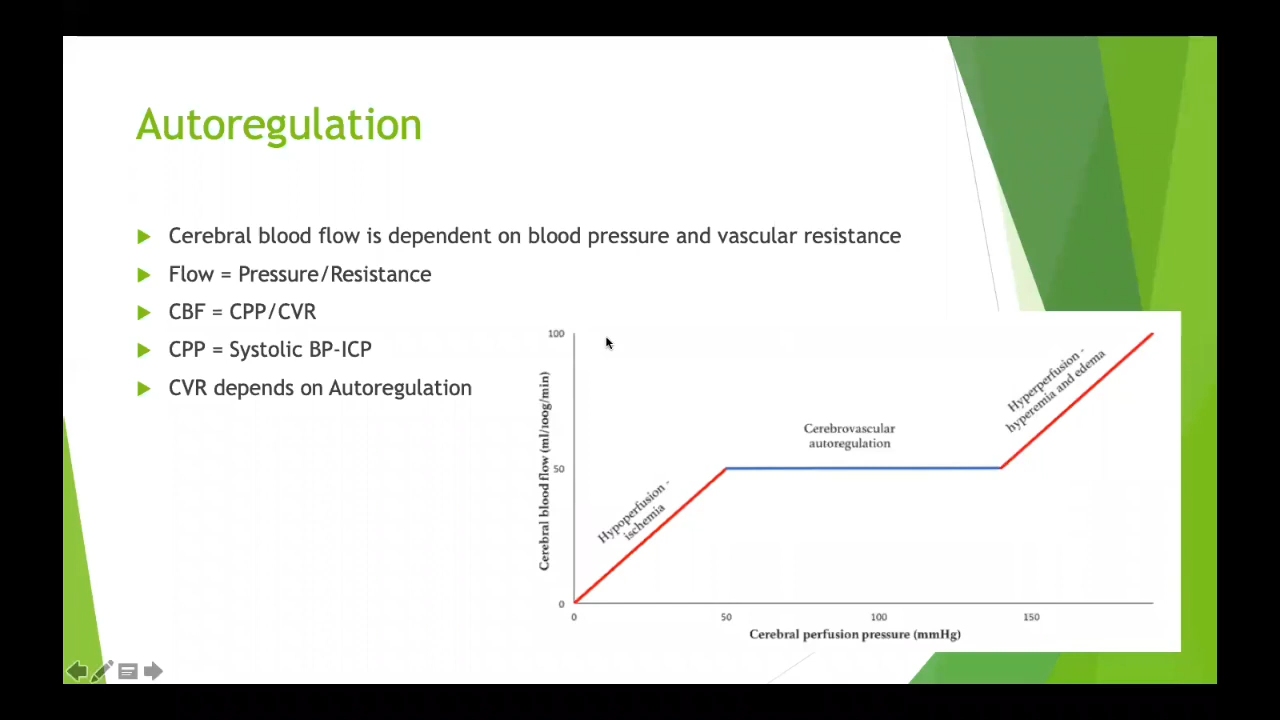 Autoregulation
Cerebral blood flow is dependent on blood pressure and vascular resistance
Flow = Pressure/Resistance
CBF = CPP/CVR
CPP = Systolic BP-ICP
CVR depends on Autoregulation
100
50
0
Cerebral blood flow (ml/100g/min)
Hypoperfusion -
ischemia
Cerebrovascular
autoregulation
Hyperperfusion -
hyperemia and edema
0
50
100
150
Cerebral perfusion pressure (mmHg)